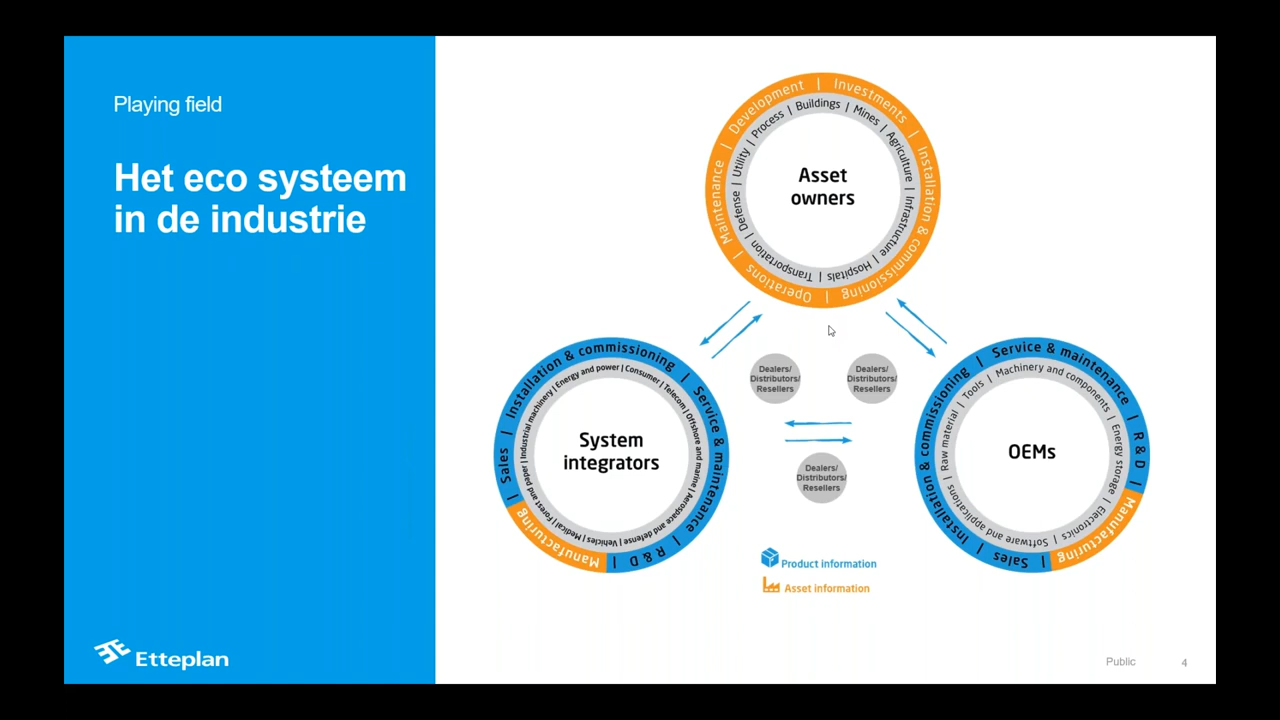 Playing field
Het eco systeem
in de industrie
Etteplan
Maintenance | Development | Investments | Installation & commissioning | Operations |
Defense | Utility | Process | Buildings | Mines | Agriculture | Infrastructure | Hospitals | Transportation |
Asset
owners
Dealers/
Distributors/
Resellers
Dealers/
Distributors/
Resellers
Dealers/
Distributors/
Resellers
Sales | Installation & commissioning | Service & maintenance | R & D | Manufacturing |
Industrial machinery | Energy and power | Consumer | Telecom | Offshore and marine | Aerospace and defense | Vehicles | Medical | Forest and paper |
System
integrators
Installation & commissioning | Service & maintenance | R & D | Manufacturing | Sales |
Raw material | Tools | Machinery and components | Energy storage | Electronics | Software and applications |
OEMs
Product information
Asset information
Public
4